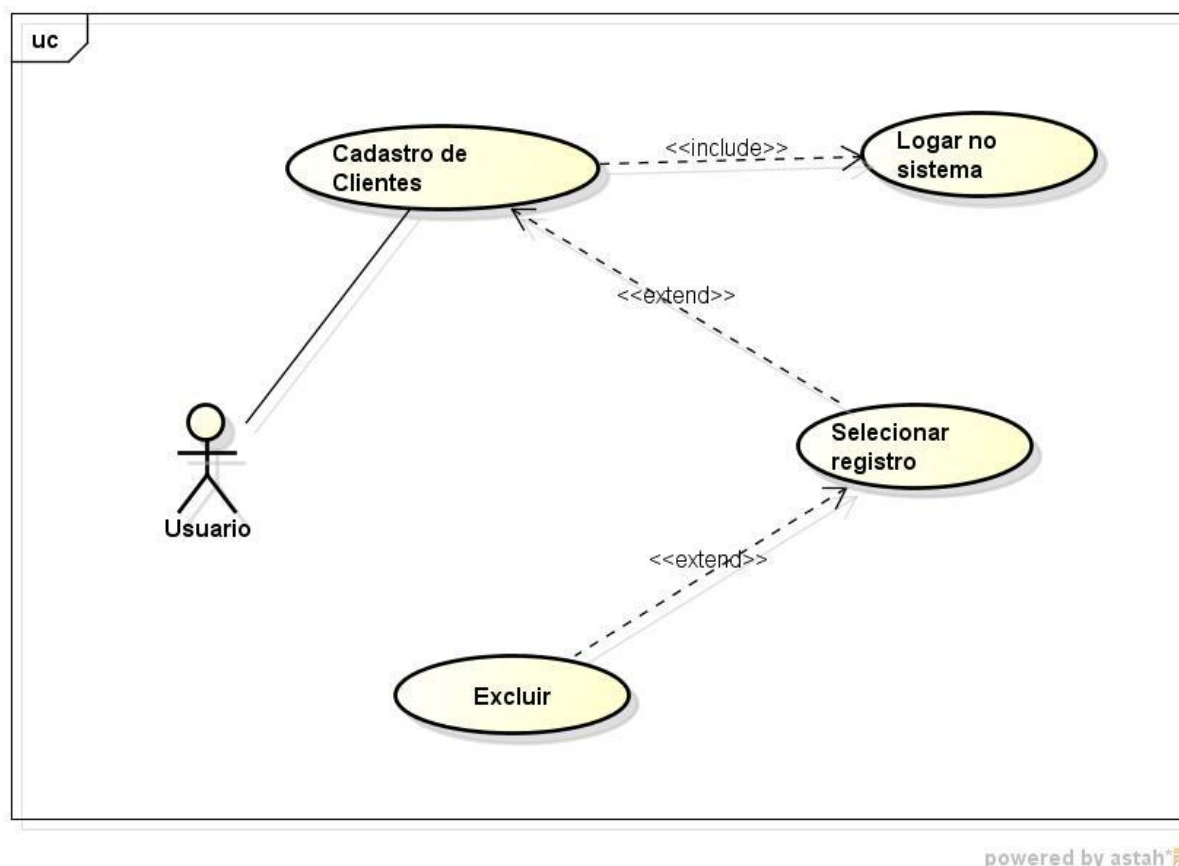 uc
Cadastro de
Clientes
<<include>>
Logar no
sistema
<<extend>>
Selecionar
registro
Usuario
<<extend>>
Excluir
powered by astah*